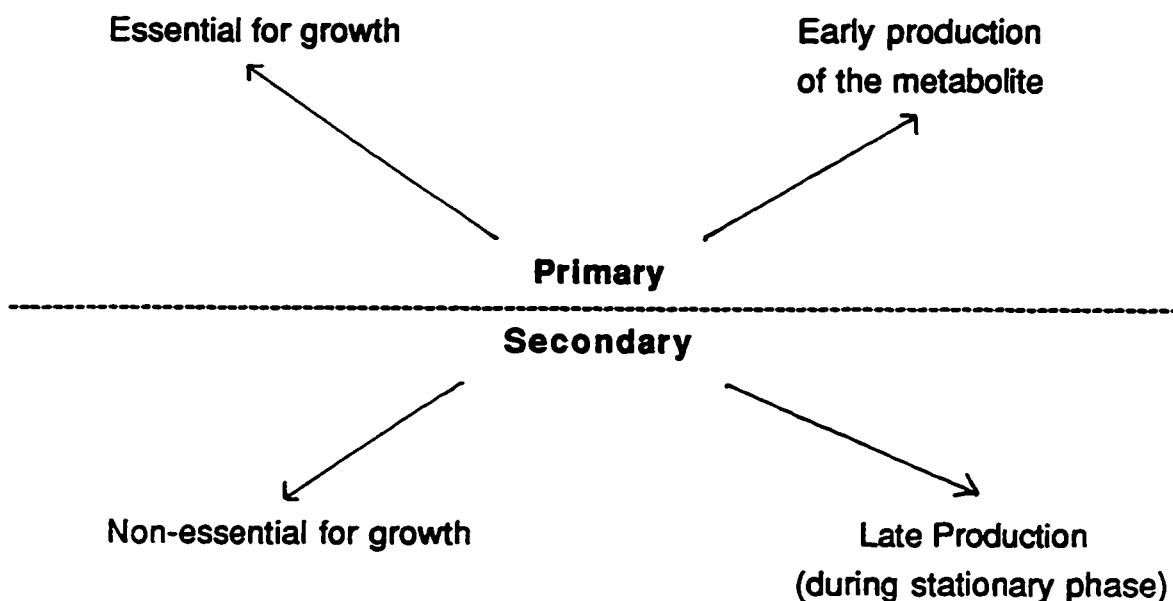 Essential for growth
Early production
of the metabolite
Primary
Secondary
Non-essential for growth
Late Production
(during stationary phase)